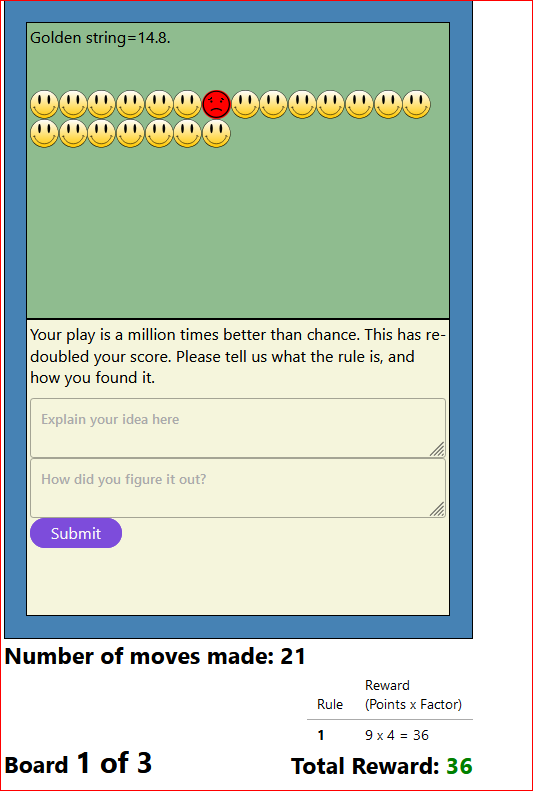 Golden string=14.8.
Your play is a million times better than chance. This has re-
doubled your score. Please tell us what the rule is, and
how you found it.
Explain your idea here
How did you figure it out?
Submit
Number of moves made: 21
Reward
Rule (Points x Factor)
1 9 x 4 = 36
Board 1 of 3 Total Reward: 36